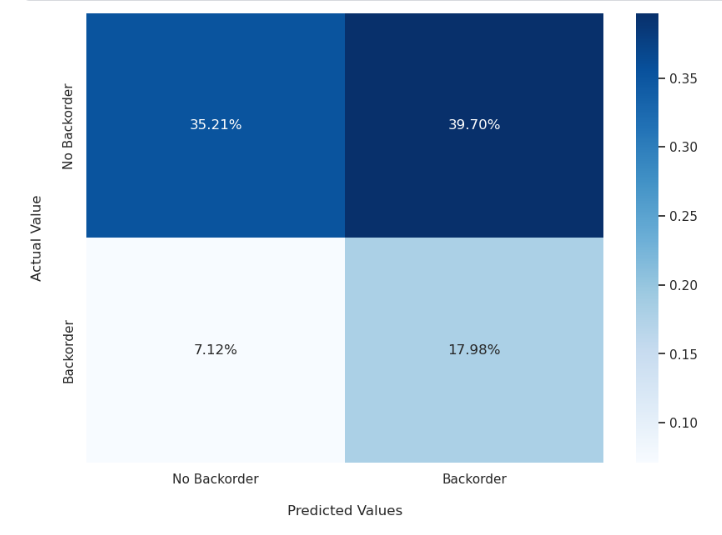 No Backorder
Backorder
Actual Value
35.21%
39.70%
7.12%
17.98%
No Backorder
Backorder
Predicted Values
0.35
0.30
0.25
0.20
0.15
0.10